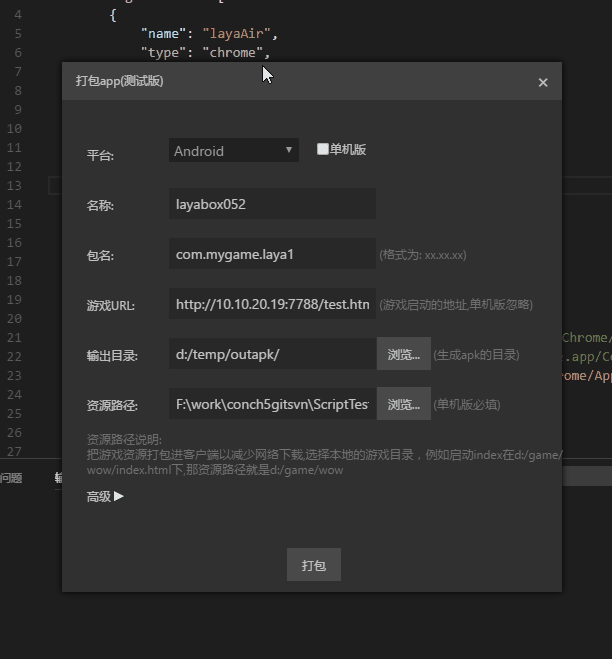 4 {
5 "name": "layaAir",
6 "type": "chrome",
7
打包app(测试版) ×
8
9
10
11
平台: Android ▼ 单机版
12
13
14
名称: layabox052
15
16
包名: com.mygame.laya1 (格式为: xx.xx.xx)
17
18
19
游戏URL: http://10.10.20.19:7788/test.htm (游戏启动的地址,单机版忽略)
20
21 Chrome/
22 .app/Co
输出目录: d:/temp/outapk/ 浏览... (生成apk的目录)
23 rome/App
24
25
资源路径: F:\work\conch5gitsvn\ScriptTes 浏览... (单机版必填)
26
27
资源路径说明:
把游戏资源打包进客户端以减少网络下载,选择本地的游戏目录，例如启动index在d:/game/
wow/index.html下,那资源路径就是d:/game/wow
问题
高级 ▶
打包